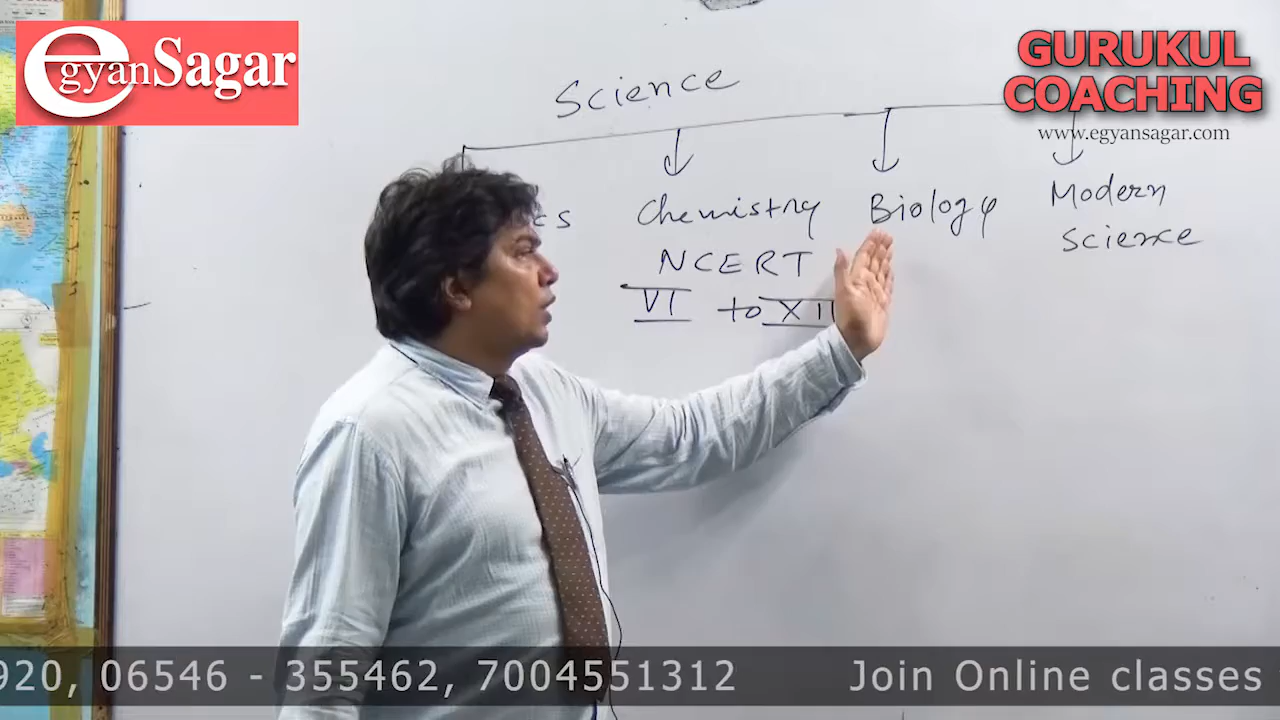 egyanSagar
GURUKUL
COACHING
www.egyansagar.com
Science
Chemistry Biology Modern
science
NCERT
VI to XII
920, 06546 - 355462, 7004551312 Join Online classes